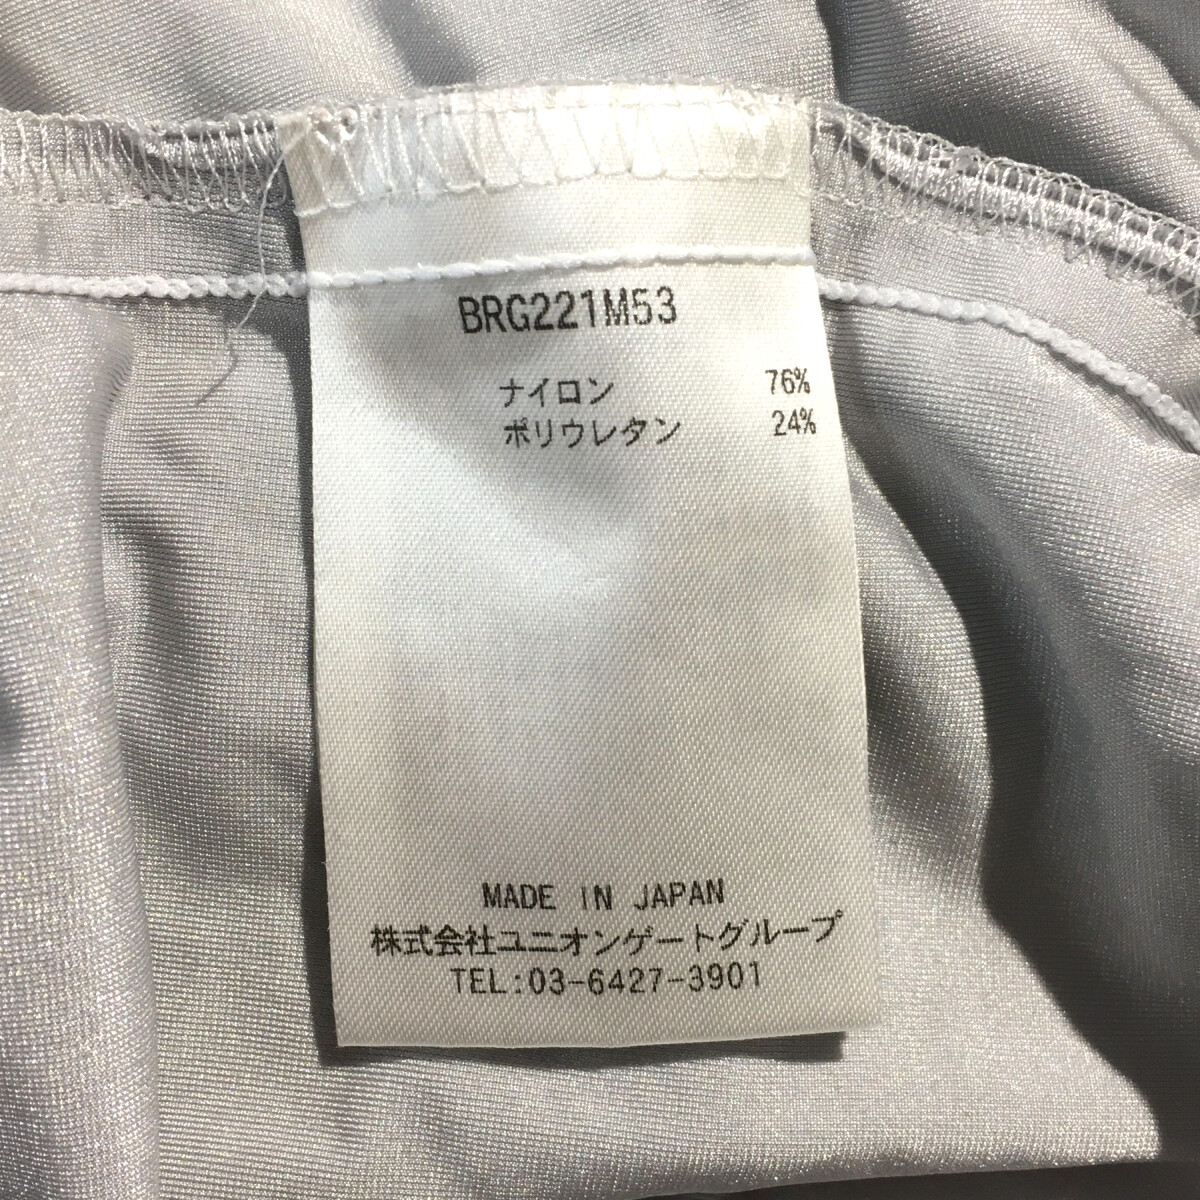 BRG221M53
ナイロン 76%
ポリウレタン 24%
MADE IN JAPAN
株式会社ユニオンゲートグループ
TEL:03-6427-3901